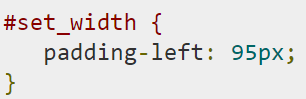 #set_width {
   padding-left: 95px;
}